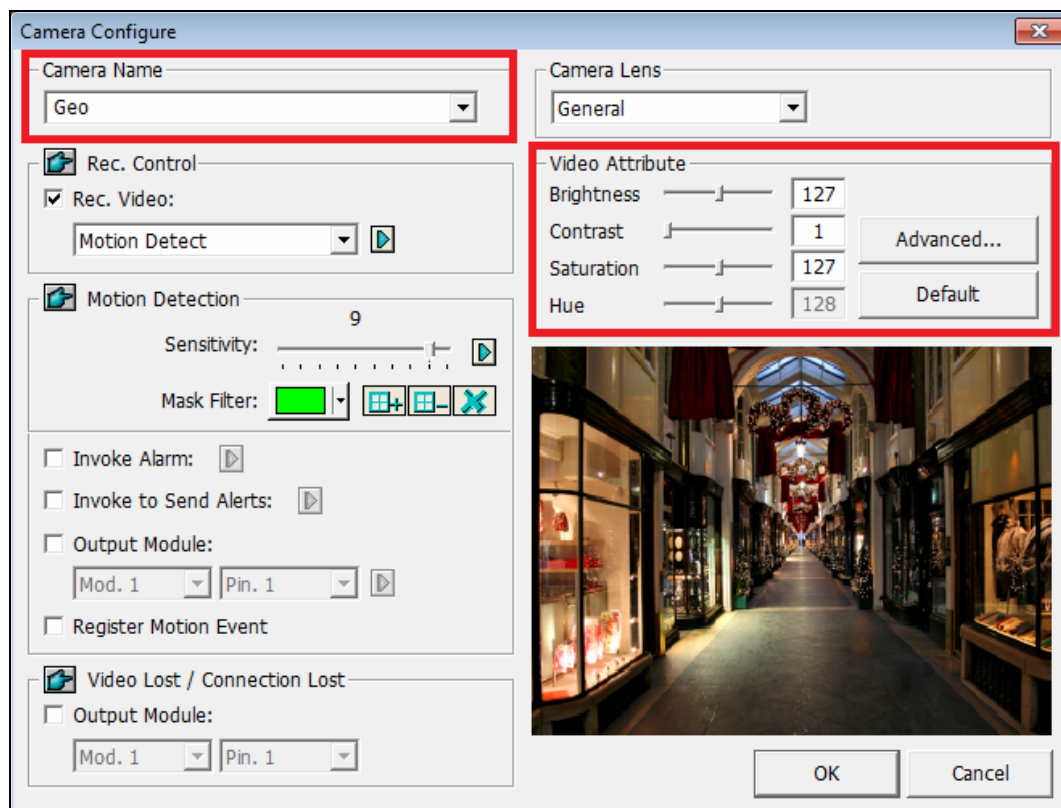 Camera Configure
Camera Name
Geo
Rec. Control
Rec. Video:
Motion Detect
Motion Detection
9
Sensitivity:
Mask Filter:
Invoke Alarm:
Invoke to Send Alerts:
Output Module:
Mod. 1 Pin. 1
Register Motion Event
Video Lost / Connection Lost
Output Module:
Mod. 1 Pin. 1
Camera Lens
General
Video Attribute
Brightness 127
Contrast 1
Saturation 127
Hue 128
Advanced...
Default
OK Cancel